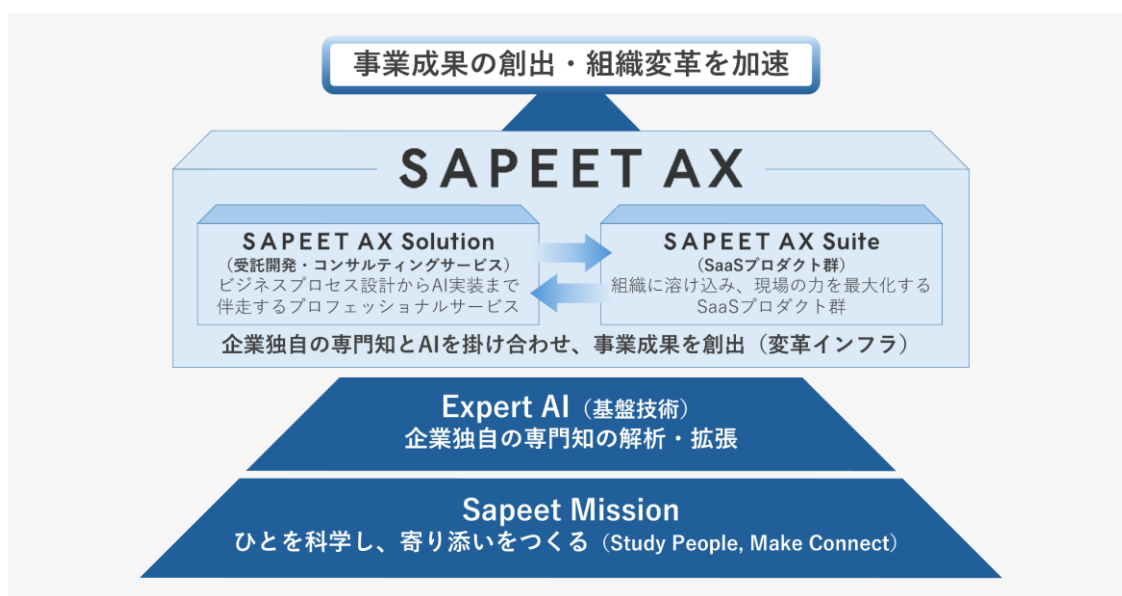 事業成果の創出・組織変革を加速
SAPEET AX
SAPEET AX Solution
（受託開発・コンサルティングサービス）
ビジネスプロセス設計からAI実装まで
伴走するプロフェッショナルサービス
SAPEET AX Suite
（SaaSプロダクト群）
組織に溶け込み、現場の力を最大化する
SaaSプロダクト群
企業独自の専門知とAIを掛け合わせ、事業成果を創出（変革インフラ）
Expert AI（基盤技術）
企業独自の専門知の解析・拡張
Sapeet Mission
ひとを科学し、寄り添いをつくる（Study People, Make Connect）